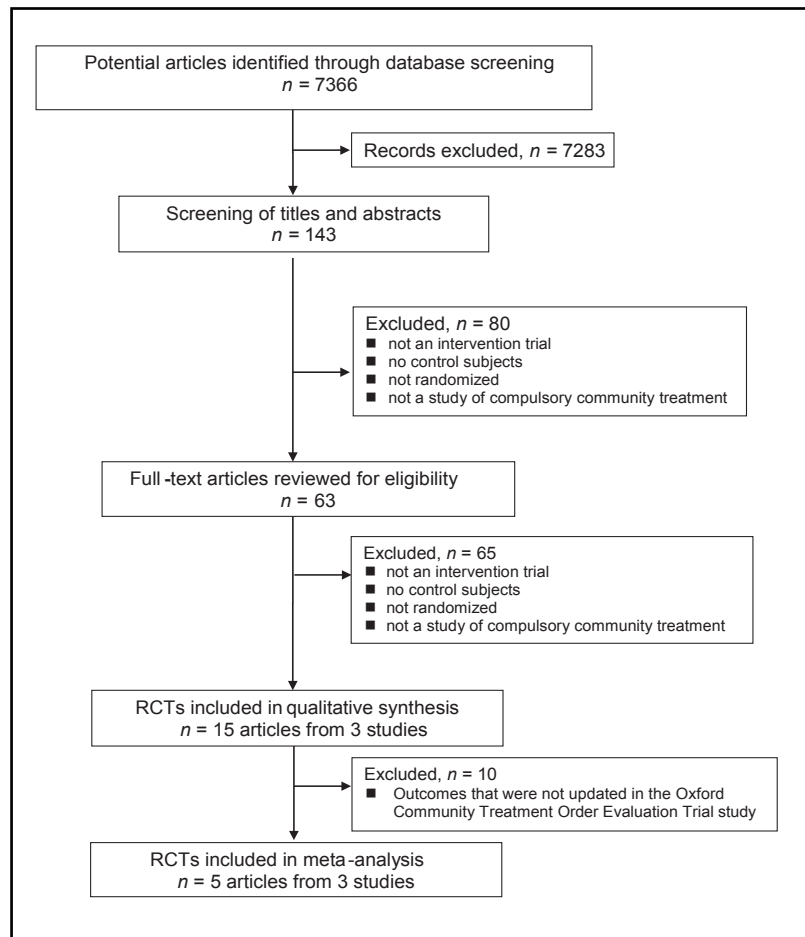 Potential articles identified through database screening
n = 7366
Records excluded, n = 7283
Screening of titles and abstracts
n = 143
Excluded, n = 80
■ not an intervention trial
■ no control subjects
■ not randomized
■ not a study of compulsory community treatment
Full-text articles reviewed for eligibility
n = 63
Excluded, n = 65
■ not an intervention trial
■ no control subjects
■ not randomized
■ not a study of compulsory community treatment
RCTs included in qualitative synthesis
n = 15 articles from 3 studies
Excluded, n = 10
■ Outcomes that were not updated in the Oxford
Community Treatment Order Evaluation Trial study
RCTs included in meta-analysis
n = 5 articles from 3 studies